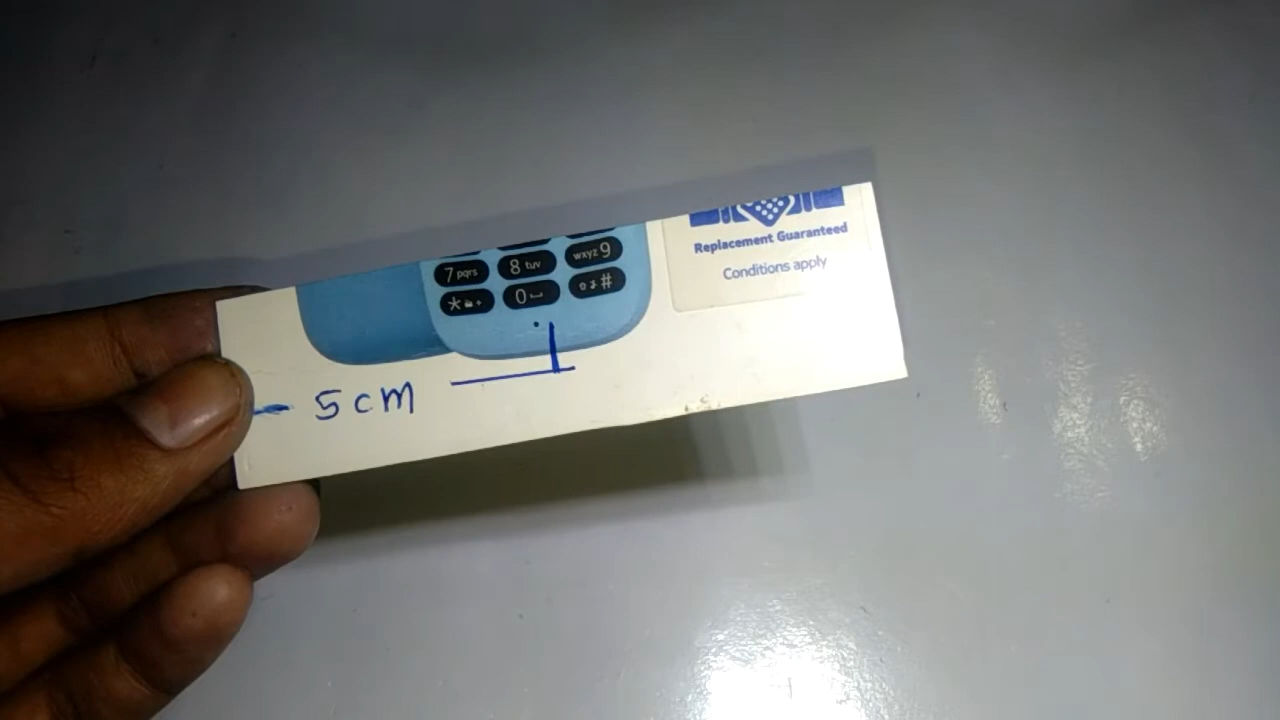 7 pqrs 8 tuv wxyz 9
* + 0 #
Replacement Guaranteed
Conditions apply
5cm